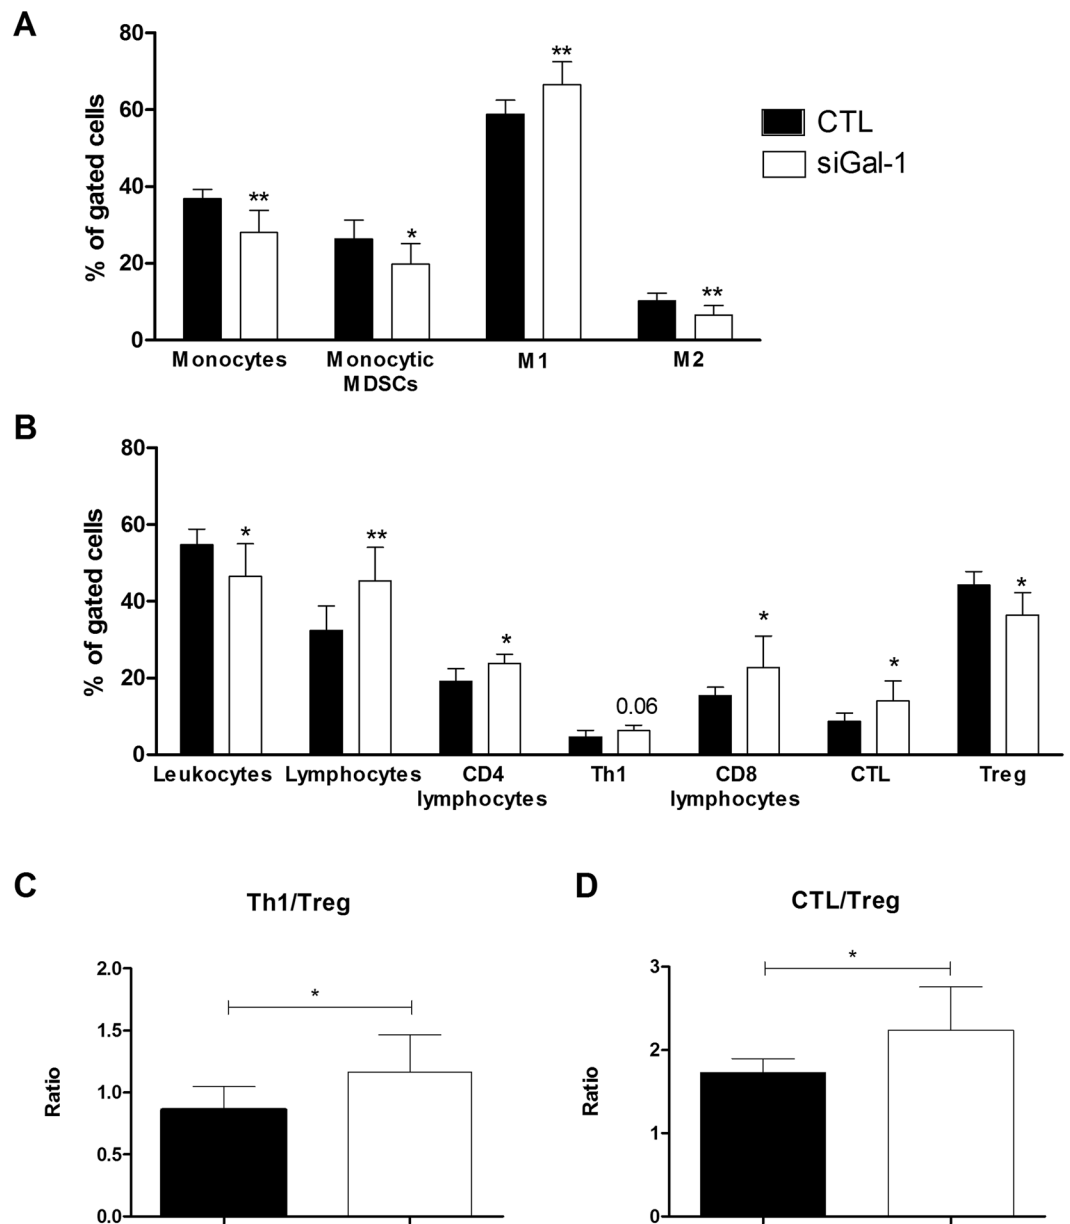 A
80
60
40
20
0
% of gated cells
**
*
**
**
Monocytes
Monocytic
MDSCs
M1
M2
CTL
siGal-1
B
80
60
40
20
0
% of gated cells
*
**
*
0.06
*
*
*
Leukocytes
Lymphocytes
CD4
lymphocytes
Th1
CD8
lymphocytes
CTL
Treg
C
Th1/Treg
2.0
1.5
1.0
0.5
0.0
Ratio
*
D
CTL/Treg
3
2
1
0
Ratio
*